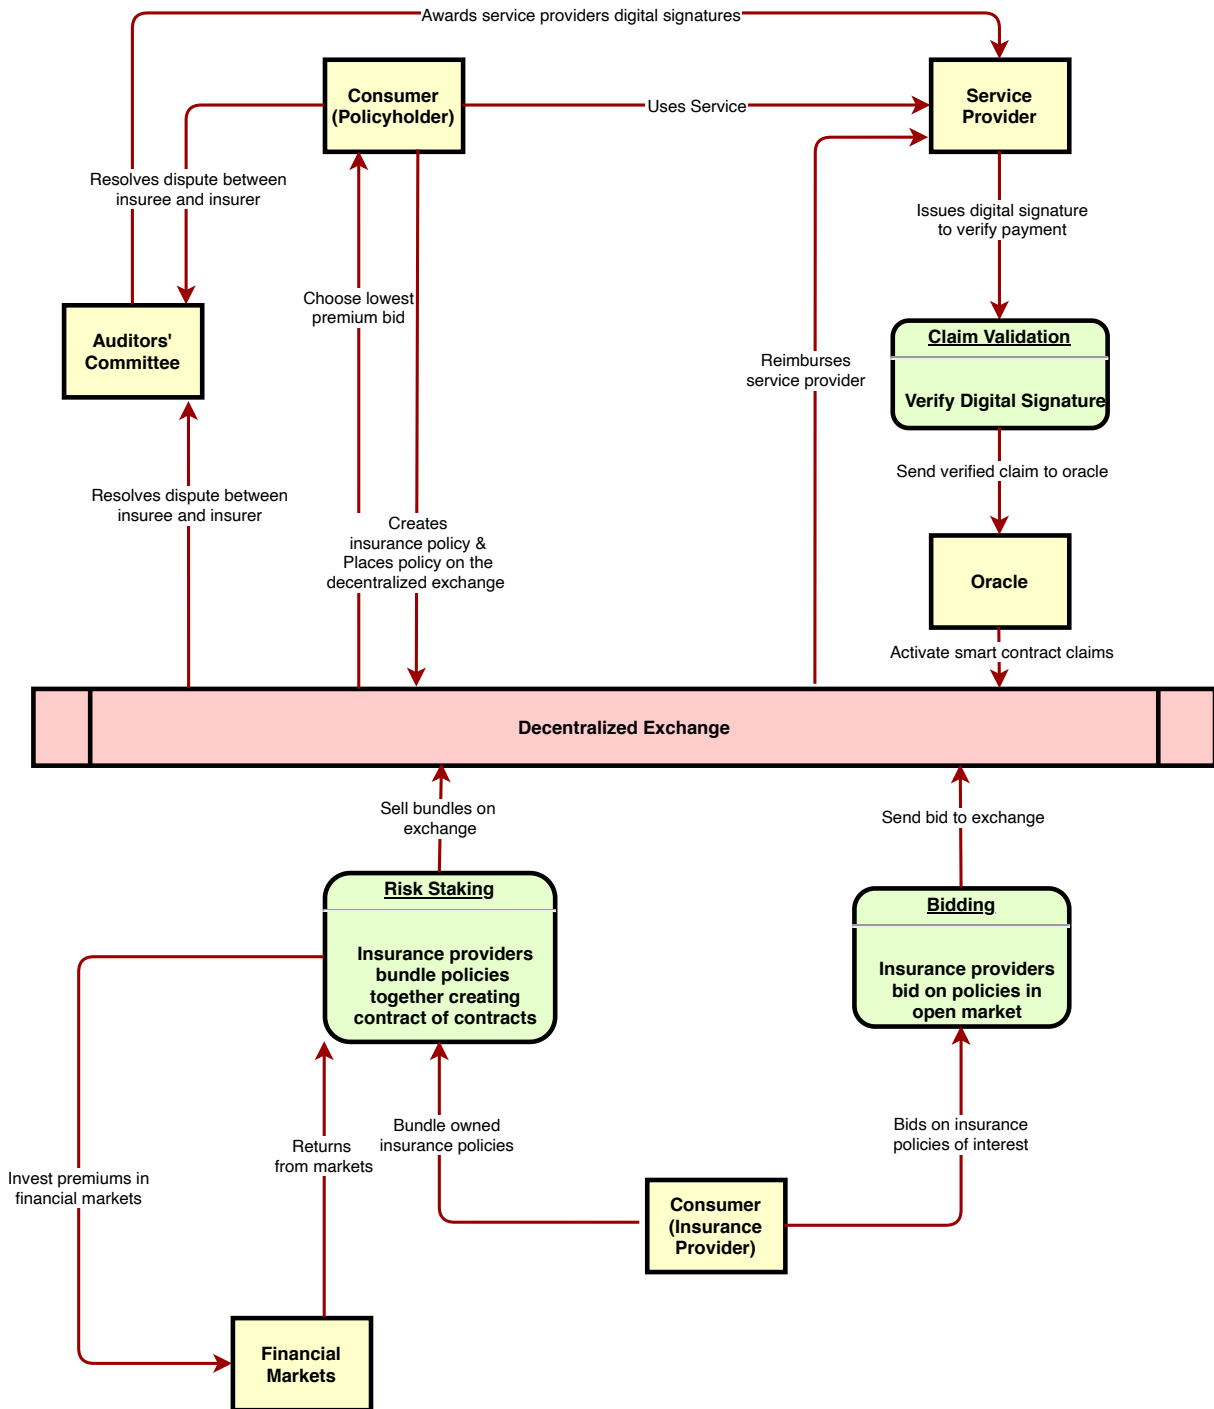 Awards service providers digital signatures
Consumer
(Policyholder)
Uses Service
Service
Provider
Resolves dispute between
insuree and insurer
Issues digital signature
to verify payment
Choose lowest
premium bid
Auditors'
Committee
Claim Validation
Verify Digital Signature
Reimburses
service provider
Send verified claim to oracle
Resolves dispute between
insuree and insurer
Creates
insurance policy &
Places policy on the
decentralized exchange
Oracle
Activate smart contract claims
Decentralized Exchange
Sell bundles on
exchange
Send bid to exchange
Risk Staking
Insurance providers
bundle policies
together creating
contract of contracts
Bidding
Insurance providers
bid on policies in
open market
Bundle owned
insurance policies
Bids on insurance
policies of interest
Returns
from markets
Invest premiums in
financial markets
Consumer
(Insurance
Provider)
Financial
Markets